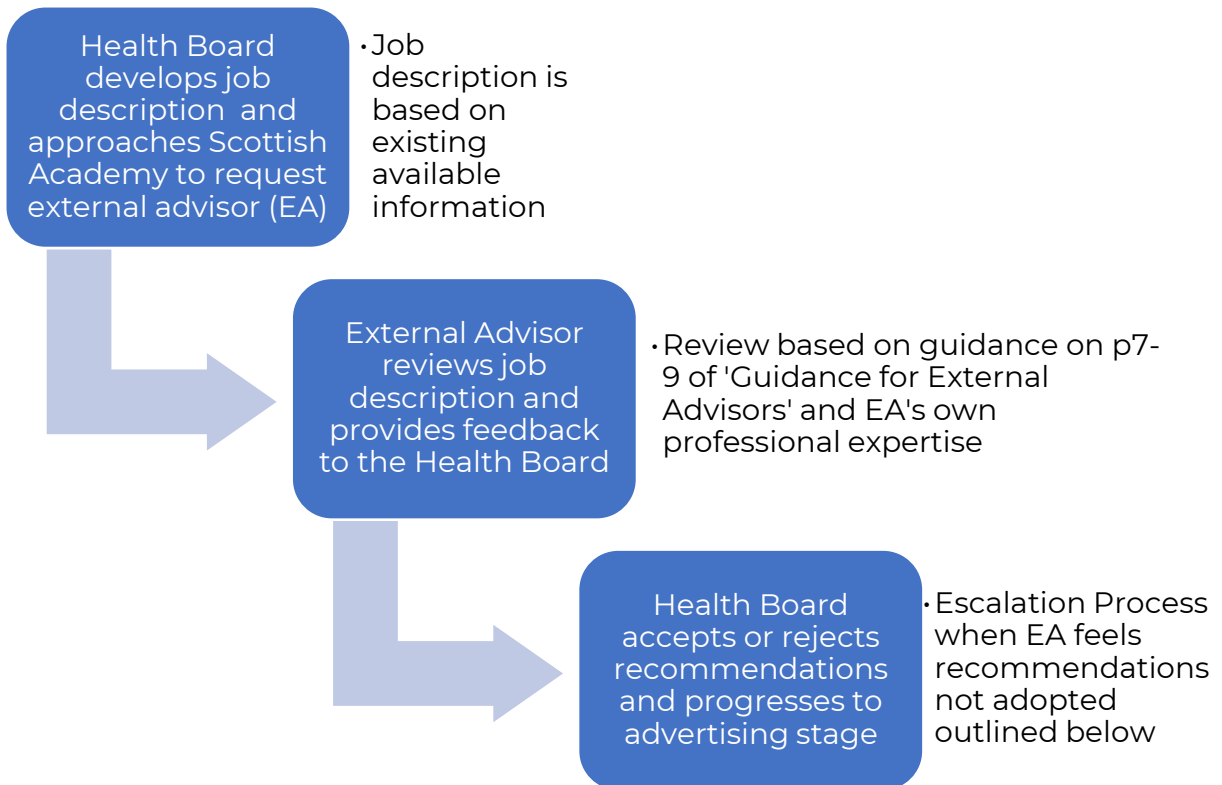 Health Board
develops job
description and
approaches Scottish
Academy to request
external advisor (EA)
·Job
description is
based on
existing
available
information
External Advisor
reviews job
description and
provides feedback
to the Health Board
·Review based on guidance on p7-
9 of 'Guidance for External
Advisors' and EA's own
professional expertise
Health Board
accepts or rejects
recommendations
and progresses to
advertising stage
·Escalation Process
when EA feels
recommendations
not adopted
outlined below